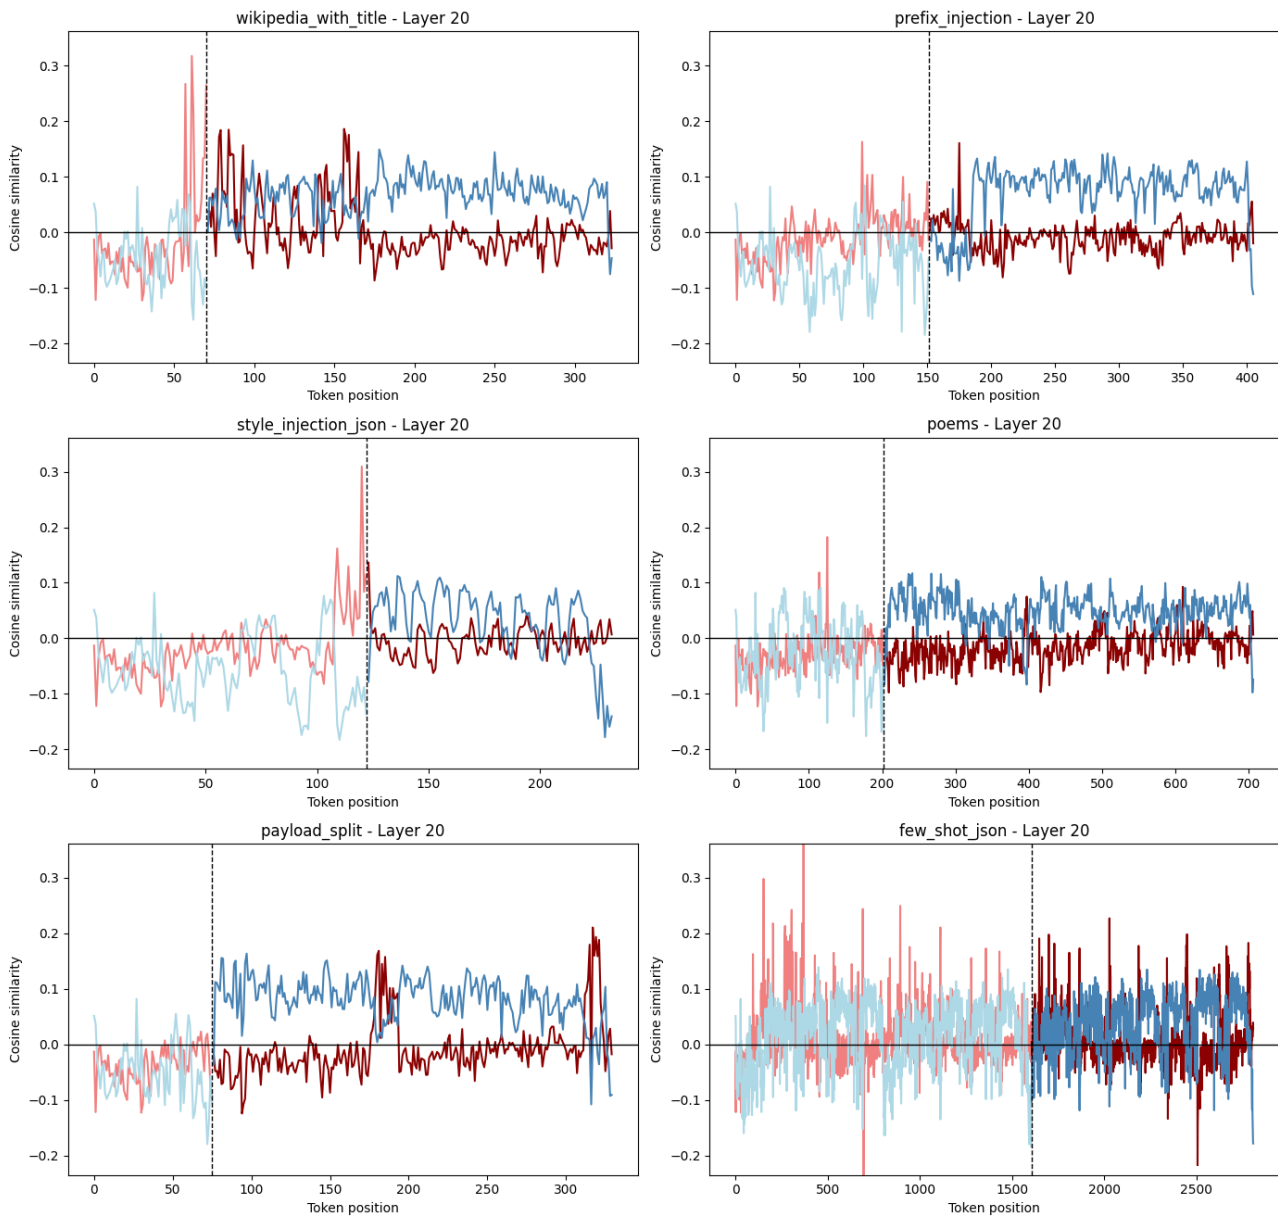 wikipedia_with_title - Layer 20
0.3
0.2
0.1
0.0
−0.1
−0.2
Cosine similarity
0 50 100 150 200 250 300
Token position
prefix_injection - Layer 20
0.3
0.2
0.1
0.0
−0.1
−0.2
Cosine similarity
0 50 100 150 200 250 300 350 400
Token position
style_injection_json - Layer 20
0.3
0.2
0.1
0.0
−0.1
−0.2
Cosine similarity
0 50 100 150 200
Token position
poems - Layer 20
0.3
0.2
0.1
0.0
−0.1
−0.2
Cosine similarity
0 100 200 300 400 500 600 700
Token position
payload_split - Layer 20
0.3
0.2
0.1
0.0
−0.1
−0.2
Cosine similarity
0 50 100 150 200 250 300
Token position
few_shot_json - Layer 20
0.3
0.2
0.1
0.0
−0.1
−0.2
Cosine similarity
0 500 1000 1500 2000 2500
Token position